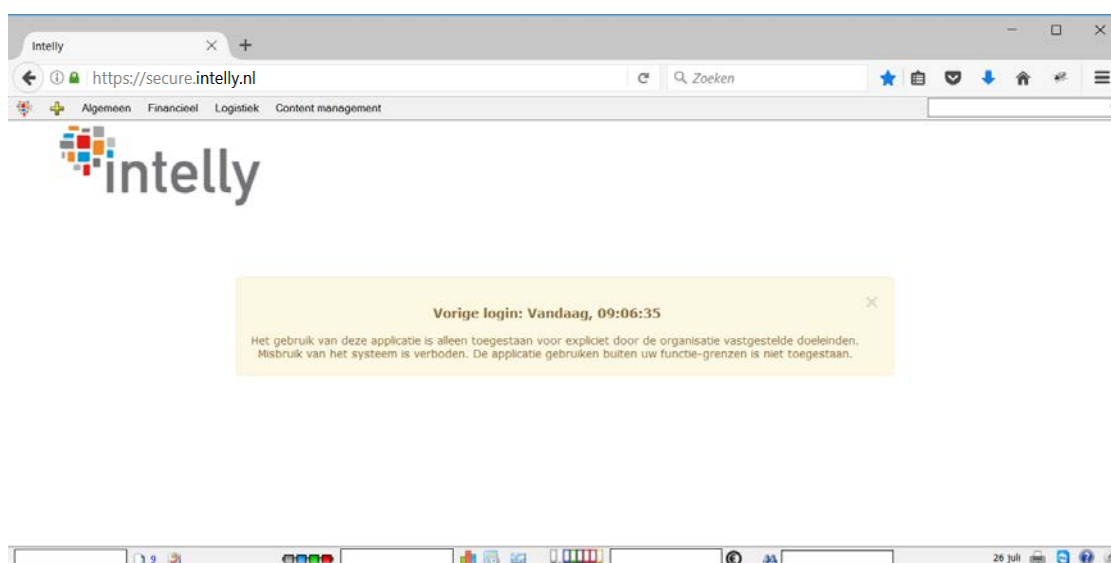 Intelly
https://secure.intelly.nl
Zoeken
Algemeen Financieel Logistiek Content management
intelly
Vorige login: Vandaag, 09:06:35
Het gebruik van deze applicatie is alleen toegestaan voor expliciet door de organisatie vastgestelde doeleinden.
Misbruik van het systeem is verboden. De applicatie gebruiken buiten uw functie-grenzen is niet toegestaan.
9
26 juli